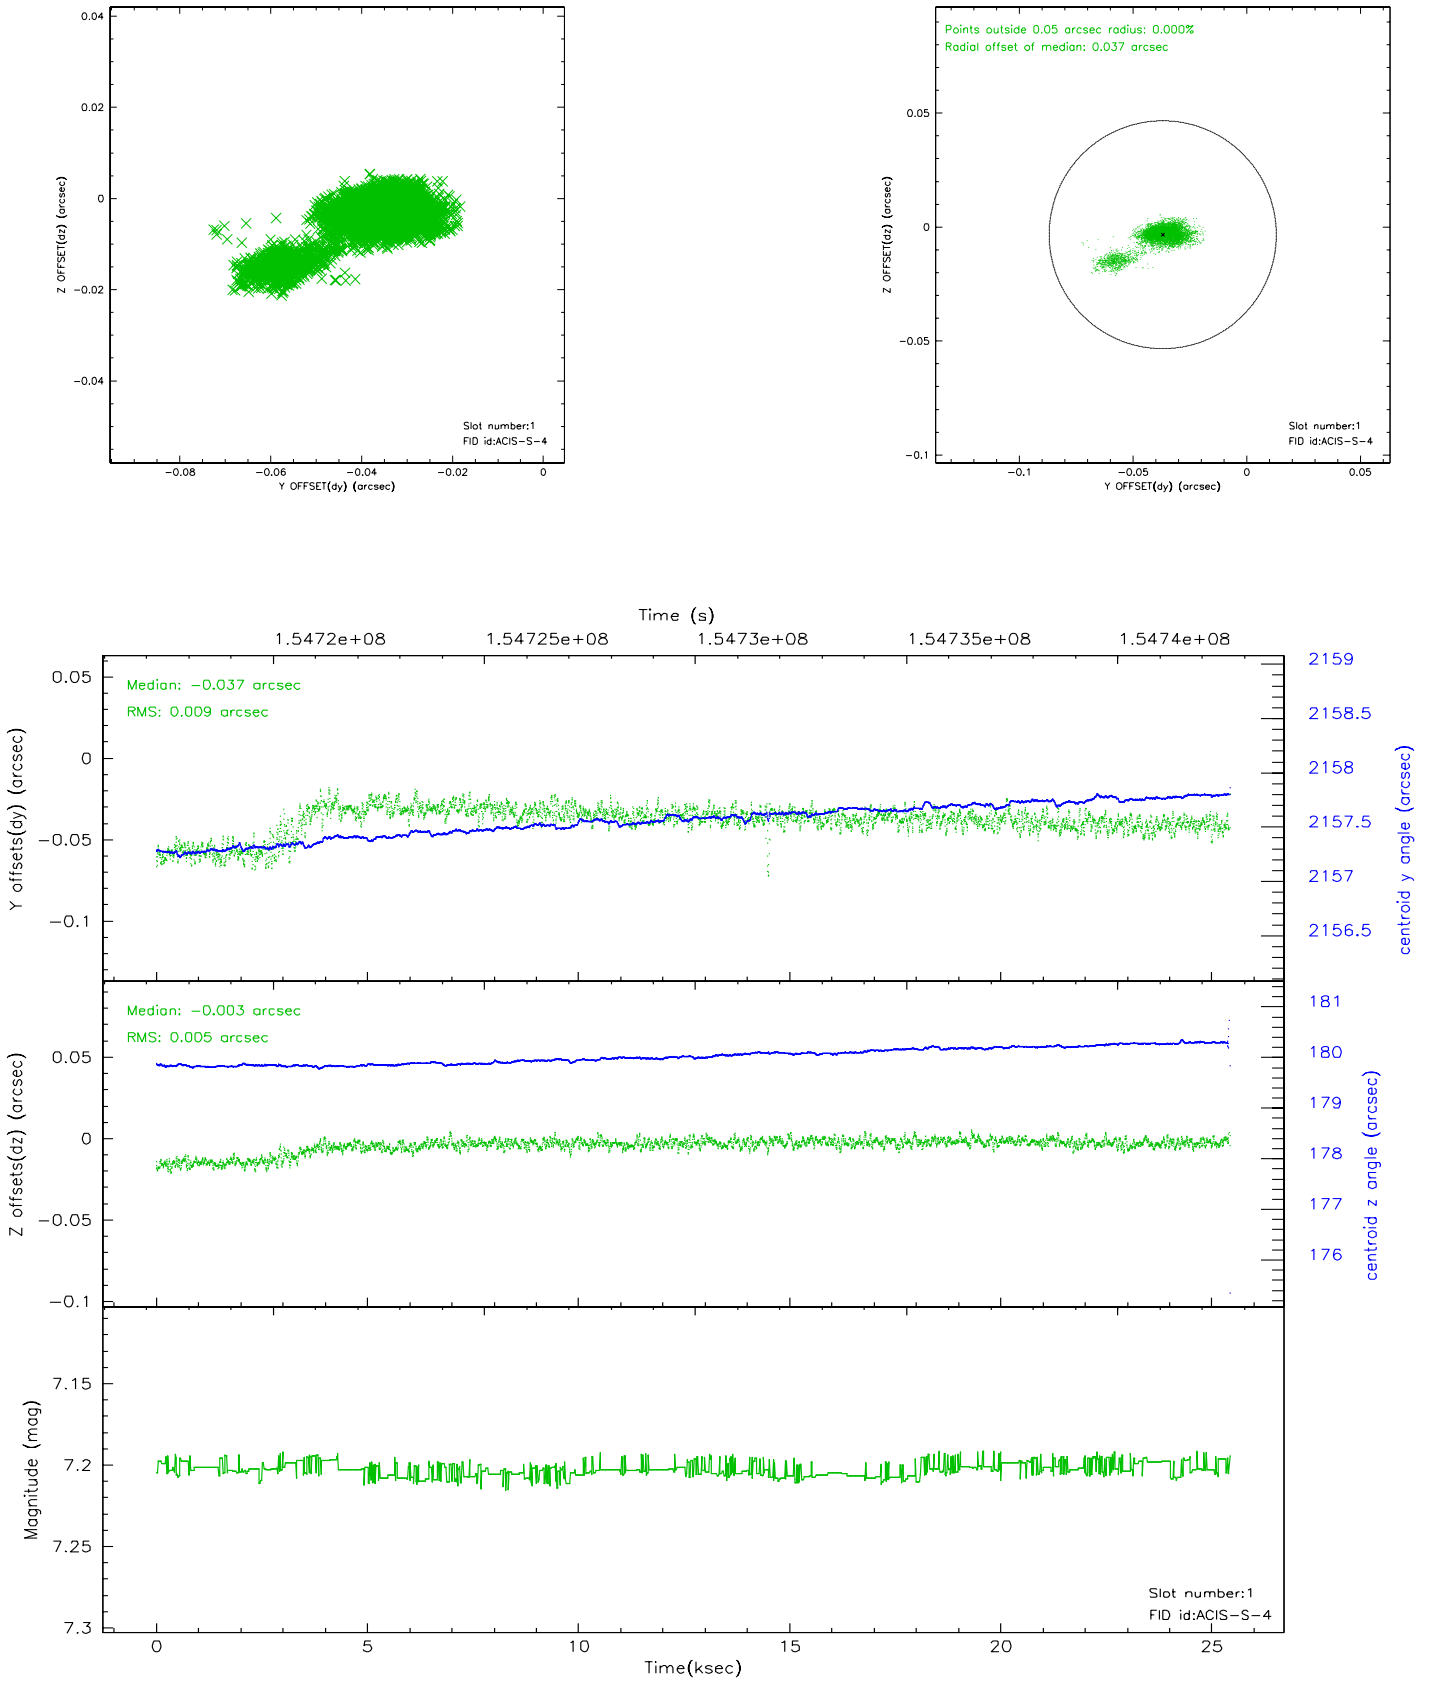 0.04
0.02
0
−0.02
−0.04
Z OFFSET(dz) (arcsec)
Slot number:1
FID id:ACIS−S−4
−0.08
−0.06
−0.04
−0.02
0
Y OFFSET(dy) (arcsec)
Points outside 0.05 arcsec radius: 0.000%
Radial offset of median: 0.037 arcsec
0.05
0
−0.05
−0.1
Z OFFSET(dz) (arcsec)
Slot number:1
FID id:ACIS−S−4
−0.1
−0.05
0
0.05
Y OFFSET(dy) (arcsec)
Time (s)
1.5472e+08
1.54725e+08
1.5473e+08
1.54735e+08
1.5474e+08
0.05
0
−0.05
−0.1
Y offsets(dy) (arcsec)
Median: −0.037 arcsec
RMS: 0.009 arcsec
2159
2158.5
2158
2157.5
2157
2156.5
centroid y angle (arcsec)
0.05
0
−0.05
−0.1
Z offsets(dz) (arcsec)
Median: −0.003 arcsec
RMS: 0.005 arcsec
181
180
179
178
177
176
centroid z angle (arcsec)
7.15
7.2
7.25
7.3
Magnitude (mag)
Slot number:1
FID id:ACIS−S−4
0
5
10
15
20
25
Time(ksec)